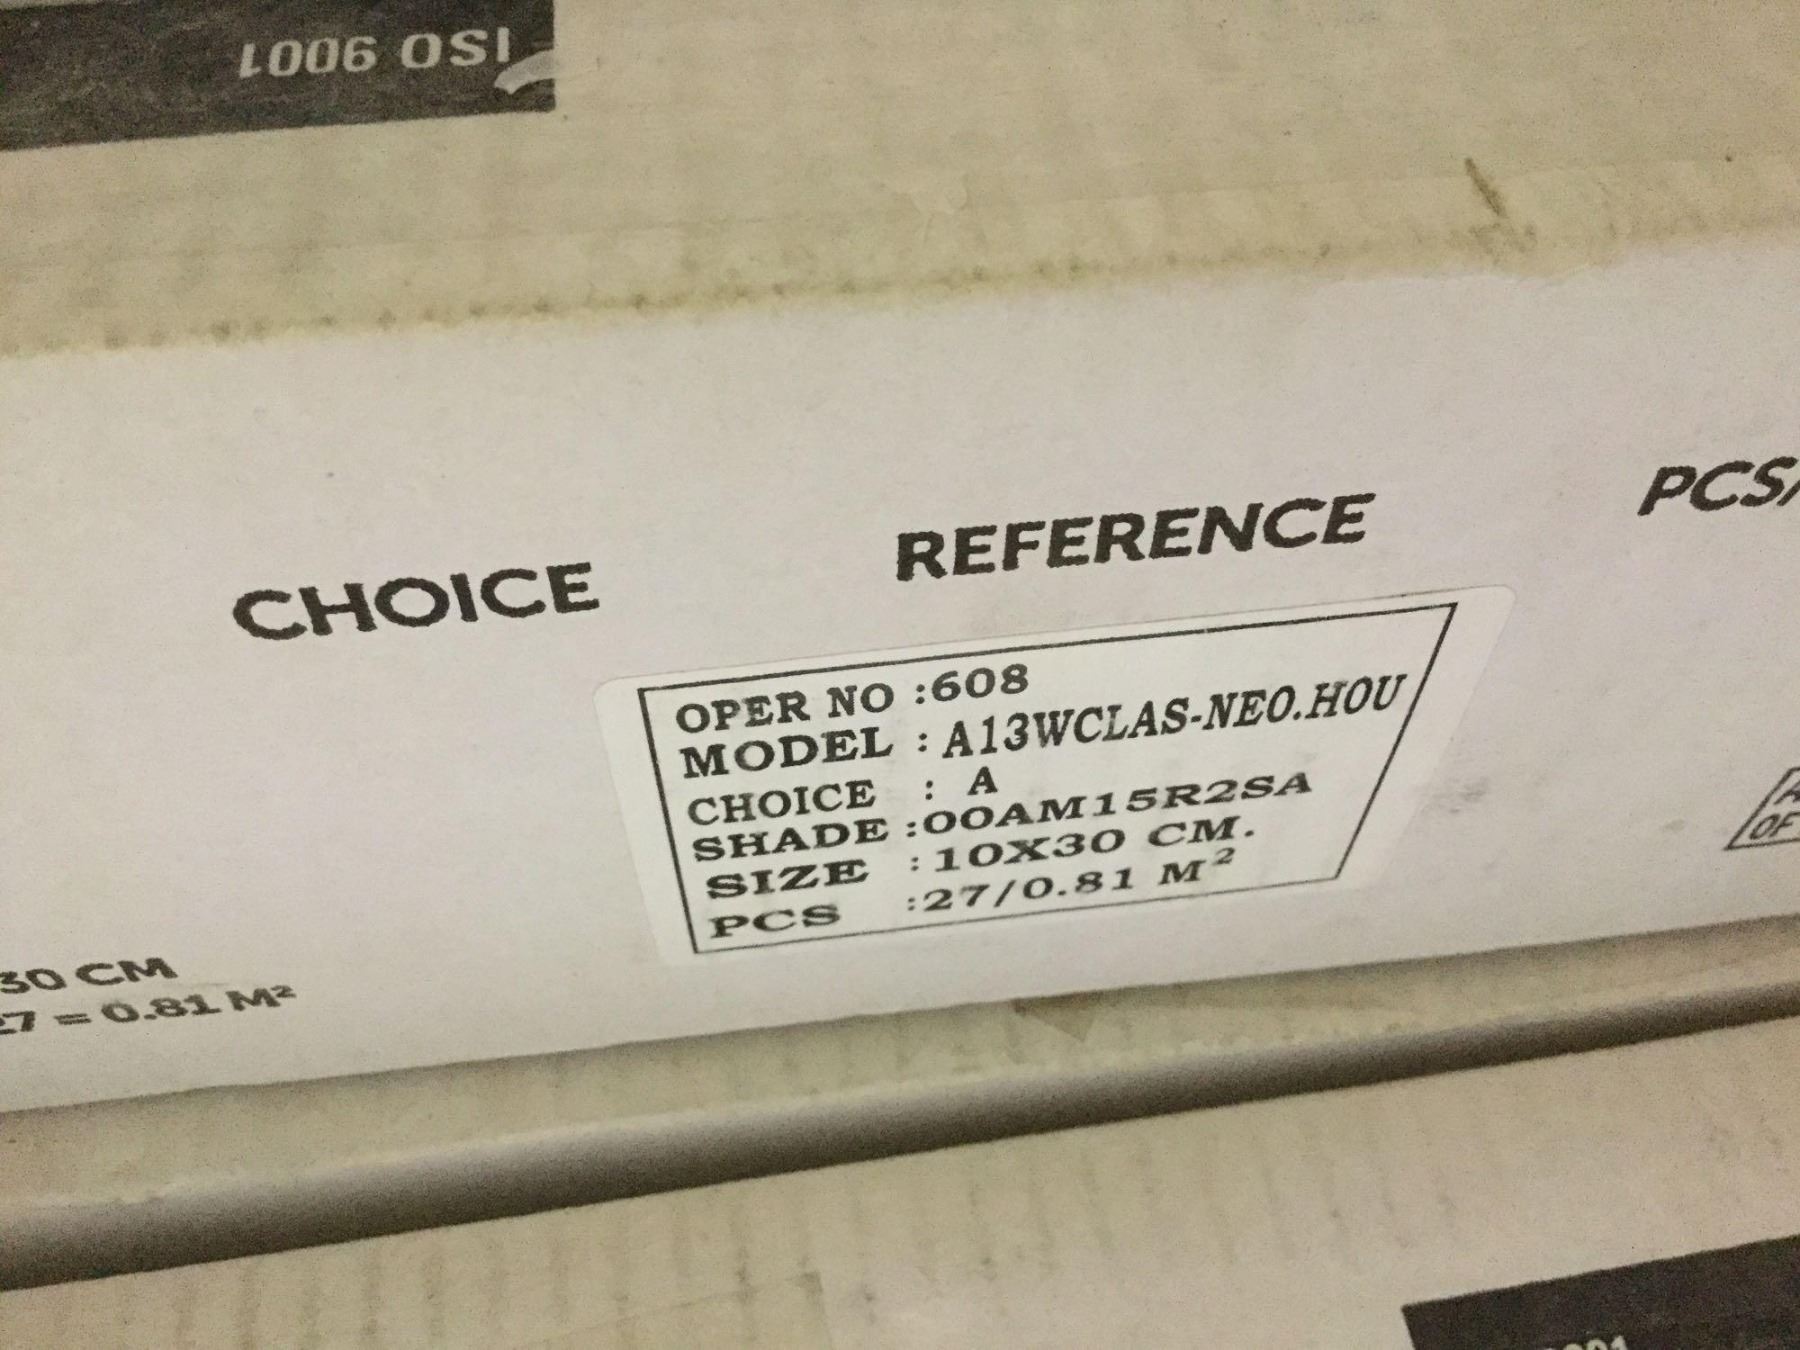 ISO 9001
CHOICE
REFERENCE
PCS/
OPER NO :608
MODEL : A13WCLAS-NEO.HOU
CHOICE : A
SHADE :00AM15R2SA
SIZE :10X30 CM.
PCS :27/0.81 M²
30 CM
27 = 0.81 M²
OF